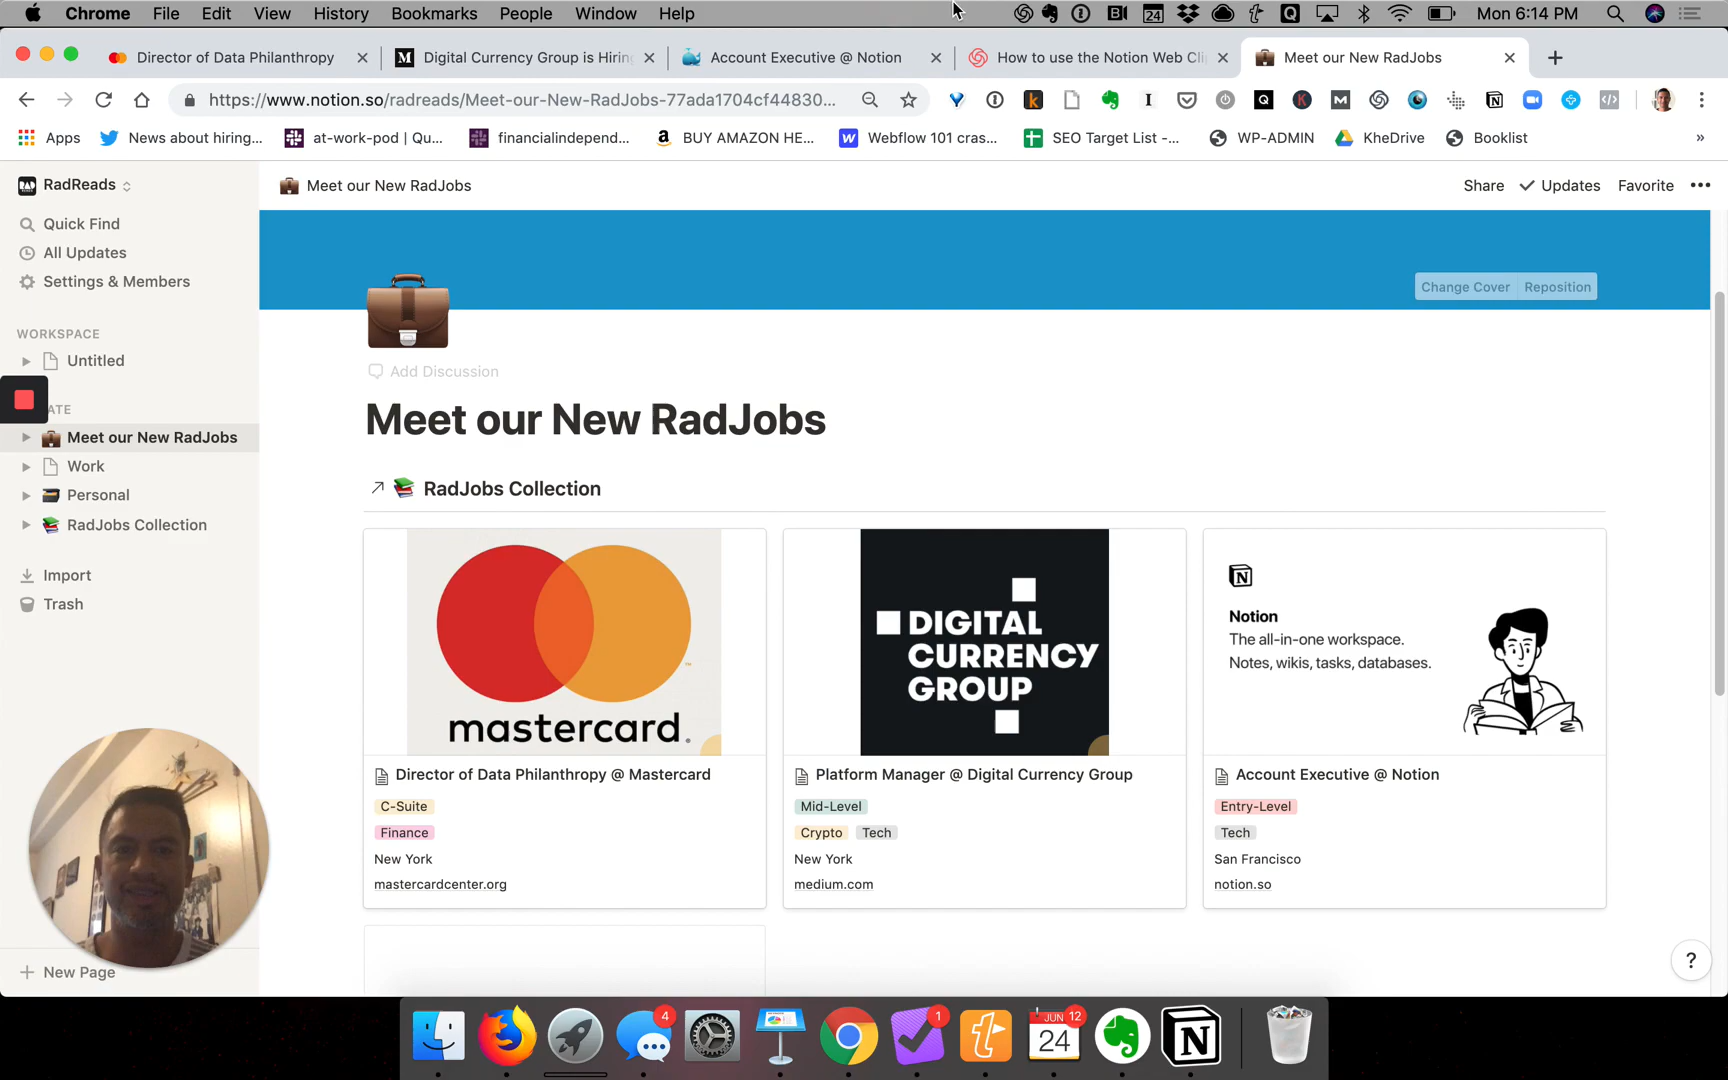 Chrome File Edit View History Bookmarks People Window Help Mon 6:14 PM
Director of Data Philanthropy
Digital Currency Group is Hiring
Account Executive @ Notion
How to use the Notion Web Cli
Meet our New RadJobs
https://www.notion.so/radreads/Meet-our-New-RadJobs-77ada1704cf44830...
Apps News about hiring... at-work-pod | Qu... financialindepend... BUY AMAZON HE... Webflow 101 cras... SEO Target List -... WP-ADMIN KheDrive Booklist »
RadReads
Quick Find
All Updates
Settings & Members
WORKSPACE
Untitled
ATE
Meet our New RadJobs
Work
Personal
RadJobs Collection
Import
Trash
New Page
Meet our New RadJobs
Share Updates Favorite •••
Change Cover Reposition
Add Discussion
Meet our New RadJobs
RadJobs Collection
mastercard.
Director of Data Philanthropy @ Mastercard
C-Suite
Finance
New York
mastercardcenter.org
DIGITAL
CURRENCY
GROUP
Platform Manager @ Digital Currency Group
Mid-Level
Crypto Tech
New York
medium.com
Notion
The all-in-one workspace.
Notes, wikis, tasks, databases.
Account Executive @ Notion
Entry-Level
Tech
San Francisco
notion.so
?
4
1
JUN 12
24